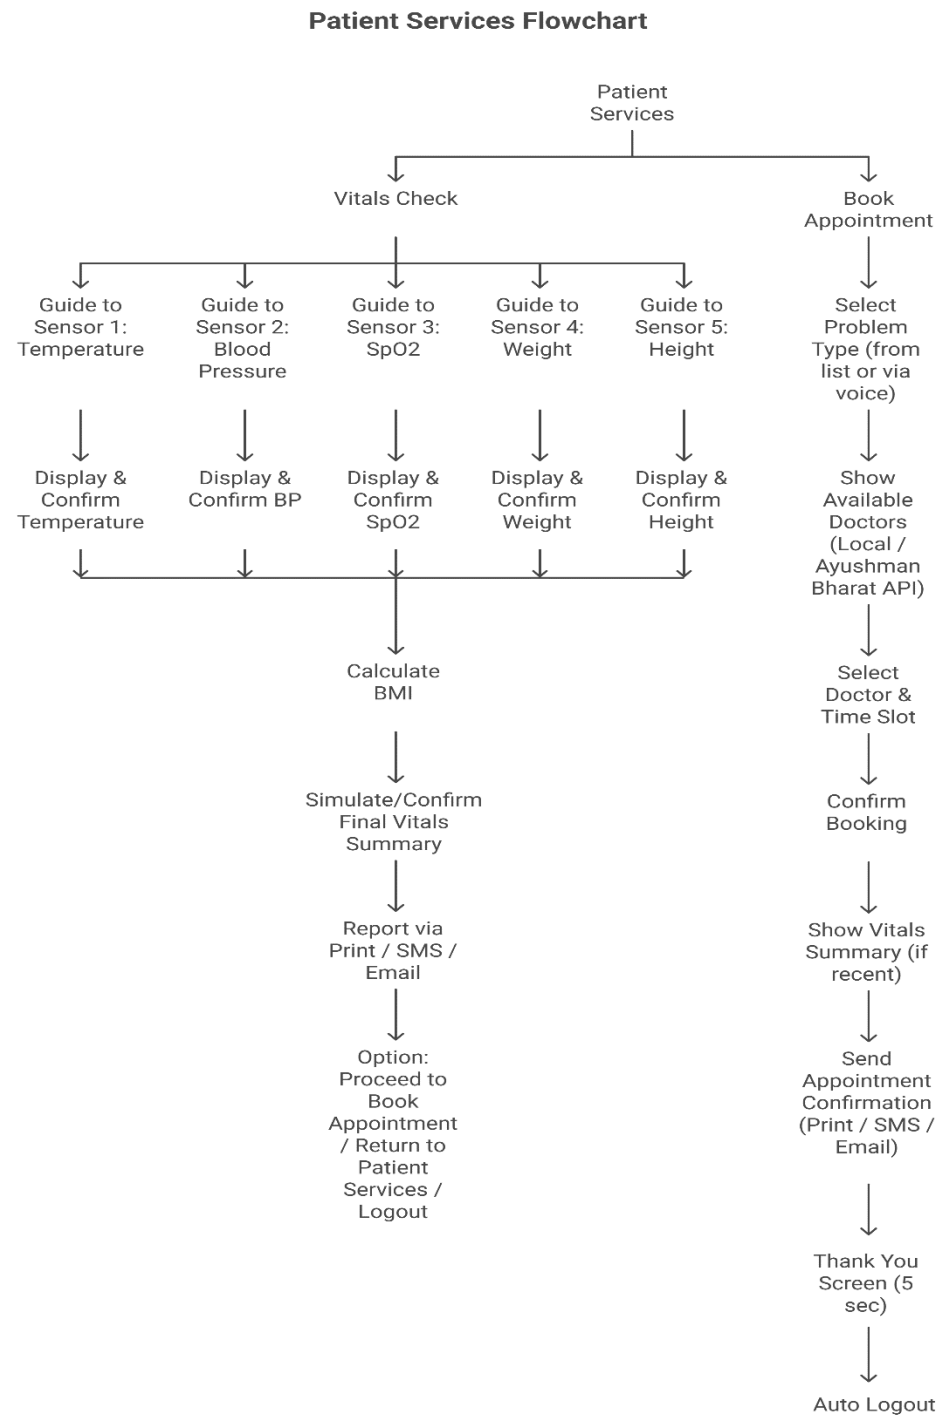 Patient Services Flowchart
Patient
Services
Vitals Check
Book
Appointment
Guide to
Sensor 1:
Temperature
Guide to
Sensor 2:
Blood
Pressure
Guide to
Sensor 3:
SpO2
Guide to
Sensor 4:
Weight
Guide to
Sensor 5:
Height
Select
Problem
Type (from
list or via
voice)
Display &
Confirm
Temperature
Display &
Confirm BP
Display &
Confirm
SpO2
Display &
Confirm
Weight
Display &
Confirm
Height
Show
Available
Doctors
(Local /
Ayushman
Bharat API)
Calculate
BMI
Select
Doctor &
Time Slot
Simulate/Confirm
Final Vitals
Summary
Confirm
Booking
Report via
Print / SMS /
Email
Show Vitals
Summary (if
recent)
Option:
Proceed to
Book
Appointment
/ Return to
Patient
Services /
Logout
Send
Appointment
Confirmation
(Print / SMS /
Email)
Thank You
Screen (5
sec)
Auto Logout